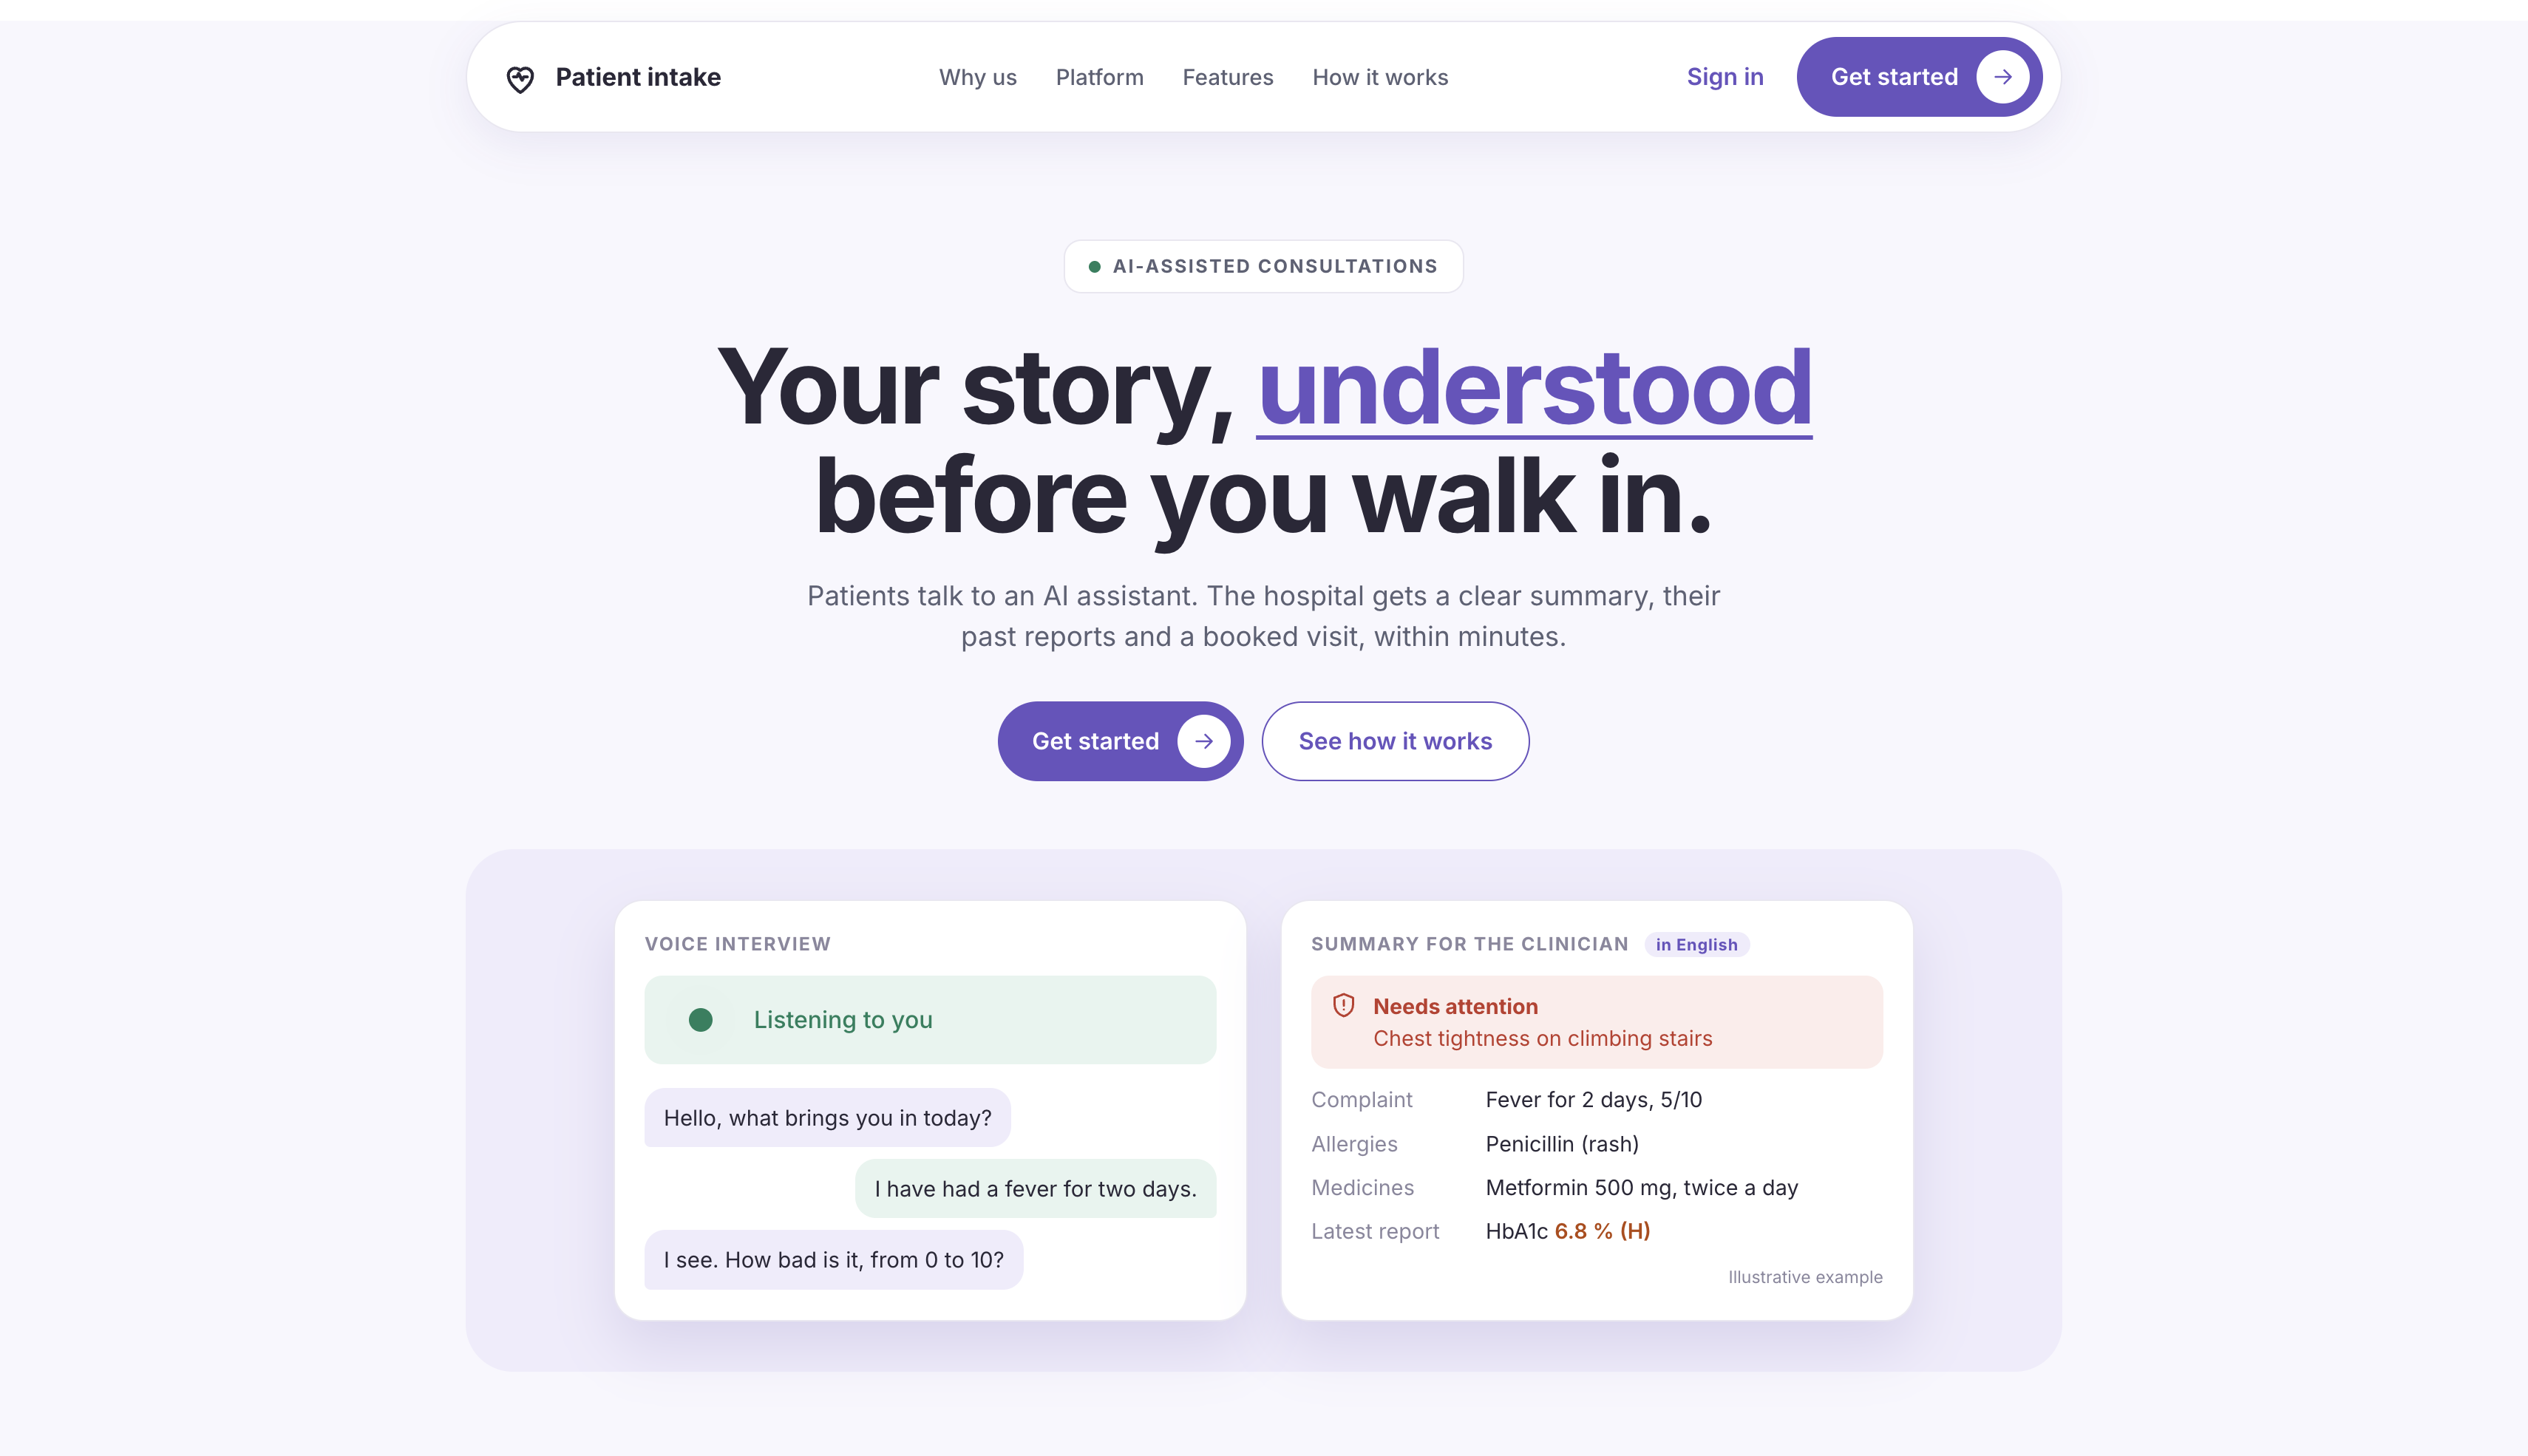 Patient intake
Why us
Platform
Features
How it works
Sign in
Get started
AI-ASSISTED CONSULTATIONS
Your story, understood
before you walk in.
Patients talk to an AI assistant. The hospital gets a clear summary, their
past reports and a booked visit, within minutes.
Get started
See how it works
VOICE INTERVIEW
Listening to you
Hello, what brings you in today?
I have had a fever for two days.
I see. How bad is it, from 0 to 10?
SUMMARY FOR THE CLINICIAN in English
Needs attention
Chest tightness on climbing stairs
Complaint Fever for 2 days, 5/10
Allergies Penicillin (rash)
Medicines Metformin 500 mg, twice a day
Latest report HbA1c 6.8 % (H)
Illustrative example